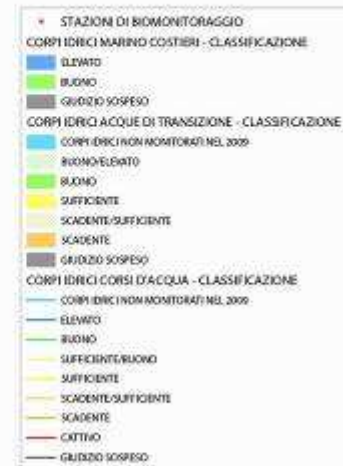 STAZIONI DI BIOMONITORAGGIO
CORPI IDRICI MARINO COSTIERI - CLASSIFICAZIONE
ELEVATO
BUONO
GIUDIZIO SOSPESO
CORPI IDRICI ACQUE DI TRANSIZIONE - CLASSIFICAZIONE
CORPI IDRICI NON MONITORATI NEL 2009
BUONO/ELEVATO
BUONO
SUFFICIENTE
SCADENTE/SUFFICIENTE
SCADENTE
GIUDIZIO SOSPESO
CORPI IDRICI CORSI D'ACQUA - CLASSIFICAZIONE
CORPI IDRICI NON MONITORATI NEL 2009
ELEVATO
BUONO
SUFFICIENTE/BUONO
SUFFICIENTE
SCADENTE/SUFFICIENTE
SCADENTE
CATTIVO
GIUDIZIO SOSPESO